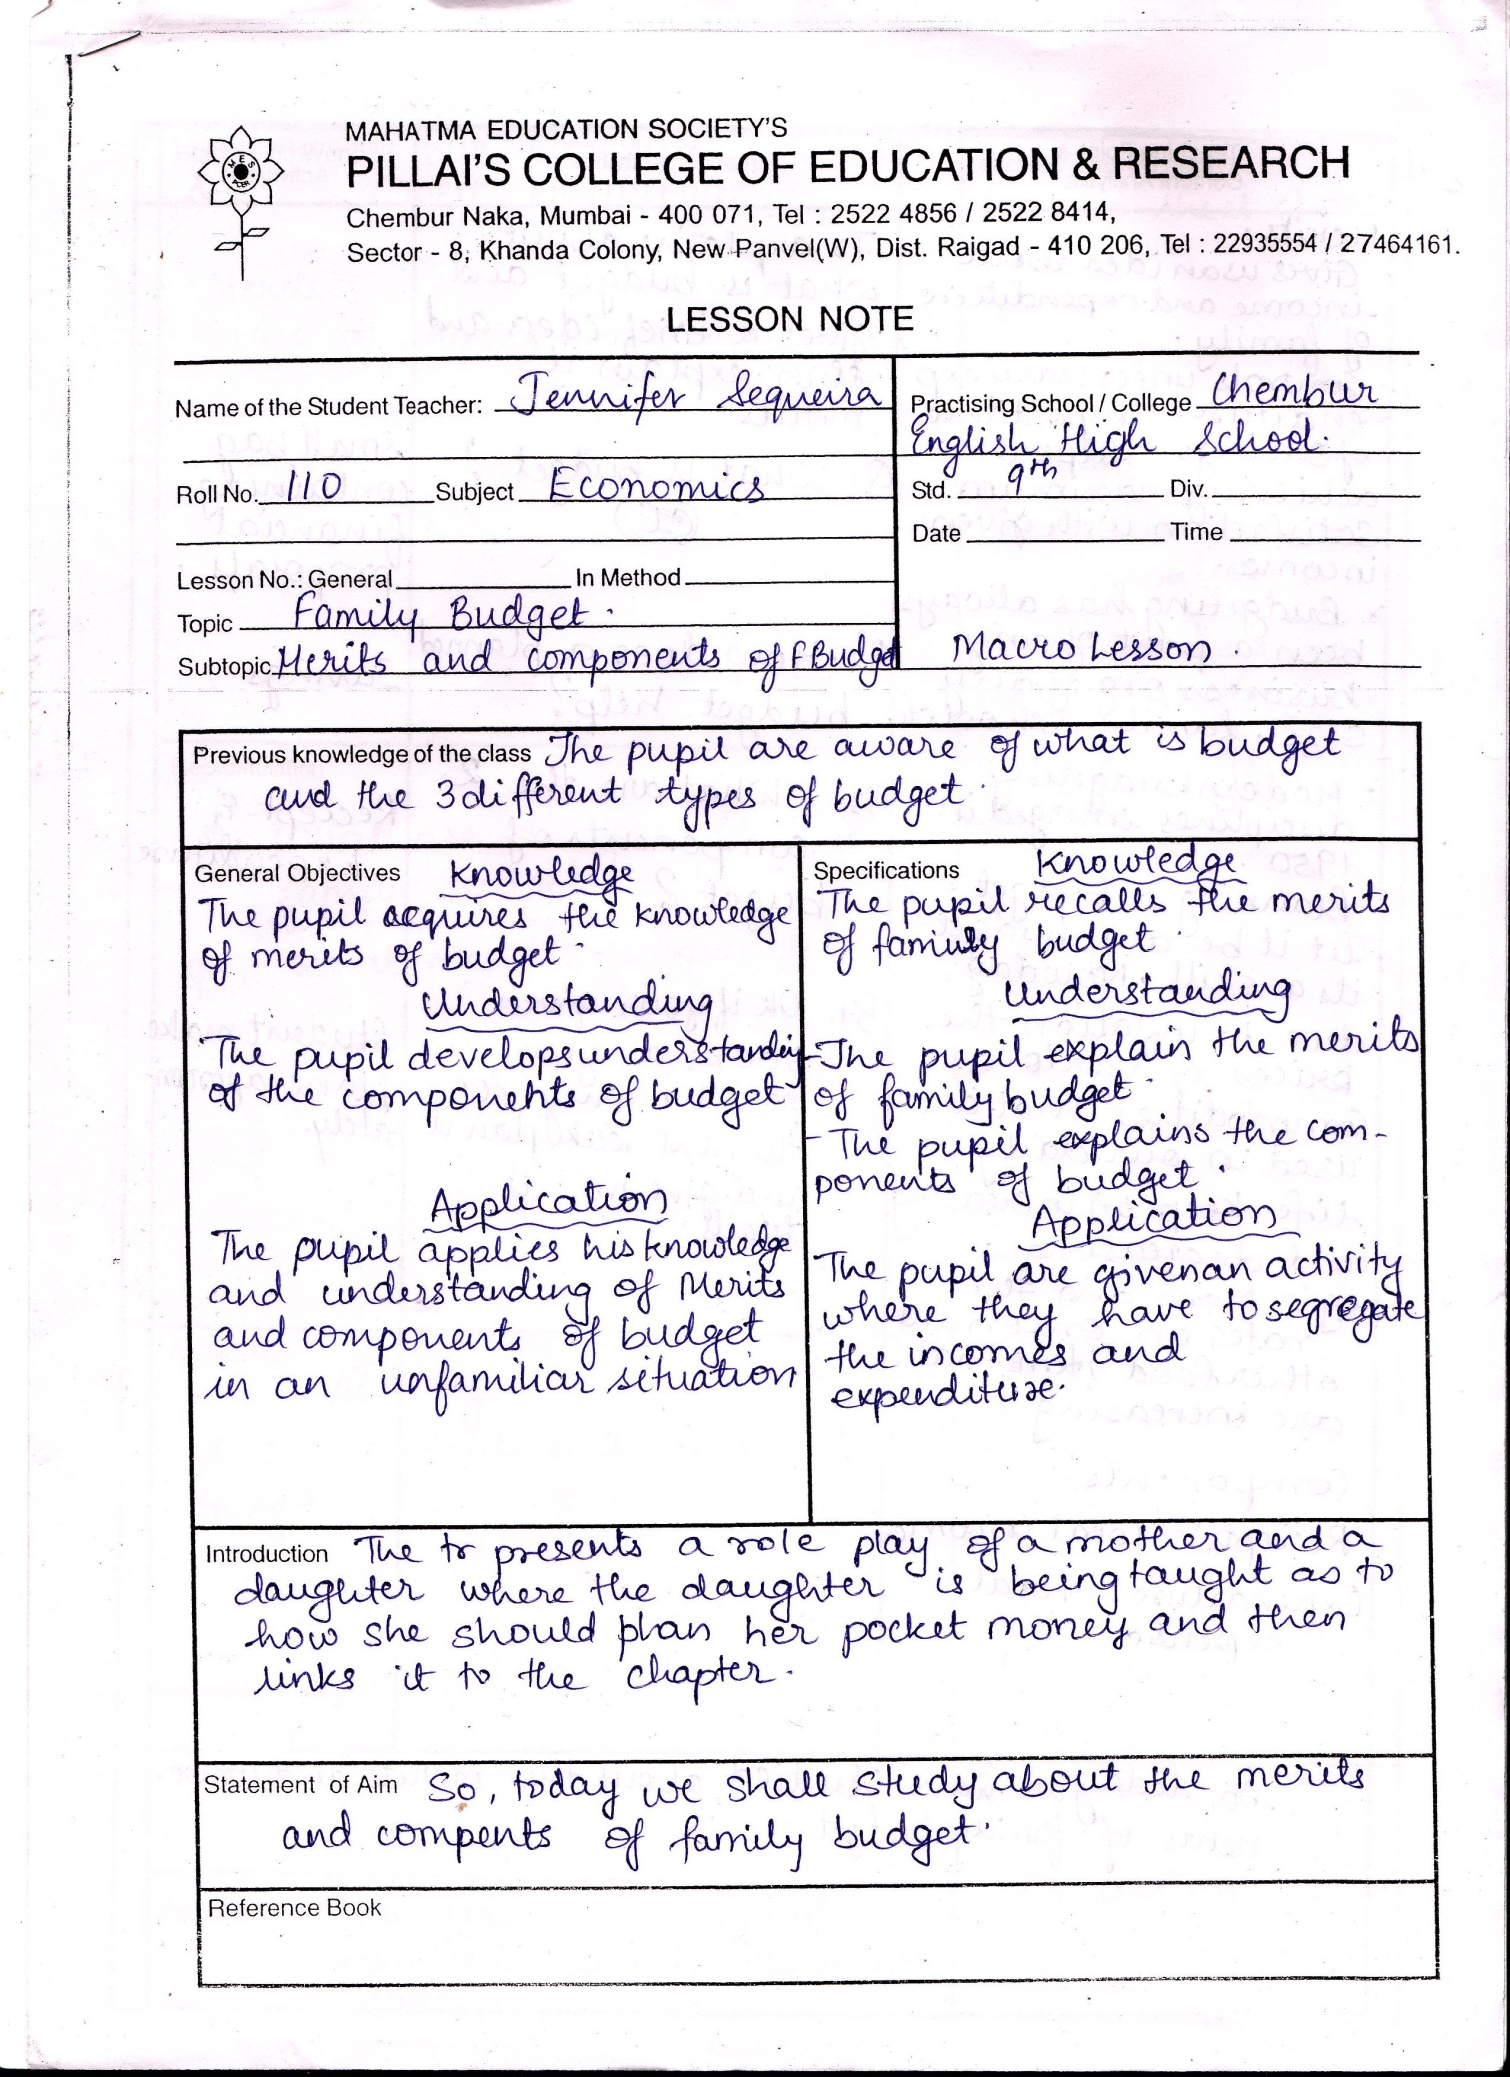 MAHATMA EDUCATION SOCIETY'S
PILLAI'S COLLEGE OF EDUCATION & RESEARCH
Chembur Naka, Mumbai - 400 071, Tel : 2522 4856 / 2522 8414,
Sector - 8, Khanda Colony, New Panvel(W), Dist. Raigad - 410 206, Tel : 22935554 / 27464161.
LESSON NOTE
Name of the Student Teacher: Jennifer Sequeira
Practising School / College Chembur
English High School.
Roll No. 110 Subject Economics
Std. 9th Div.
Date Time
Lesson No.: General In Method
Topic Family Budget.
Subtopic Merits and components of F Budget
Macro Lesson.
Previous knowledge of the class The pupil are aware of what is budget
and the 3 different types of budget.
General Objectives Knowledge
The pupil acquires the knowledge
of merits of budget.
Understanding
The pupil develops understanding
of the components of budget
Application
The pupil applies his knowledge
and understanding of Merits
and components of budget
in an unfamiliar situation
Specifications Knowledge
The pupil recalls the merits
of family budget.
Understanding
- The pupil explain the merits
of family budget.
- The pupil explains the com-
ponents of budget.
Application
The pupil are given an activity
where they have to segregate
the incomes and
expenditure.
Introduction The tr presents a role play of a mother and a
daughter where the daughter is being taught as to
how she should plan her pocket money and then
links it to the chapter.
Statement of Aim So, today we shall study about the merits
and compents of family budget.
Reference Book